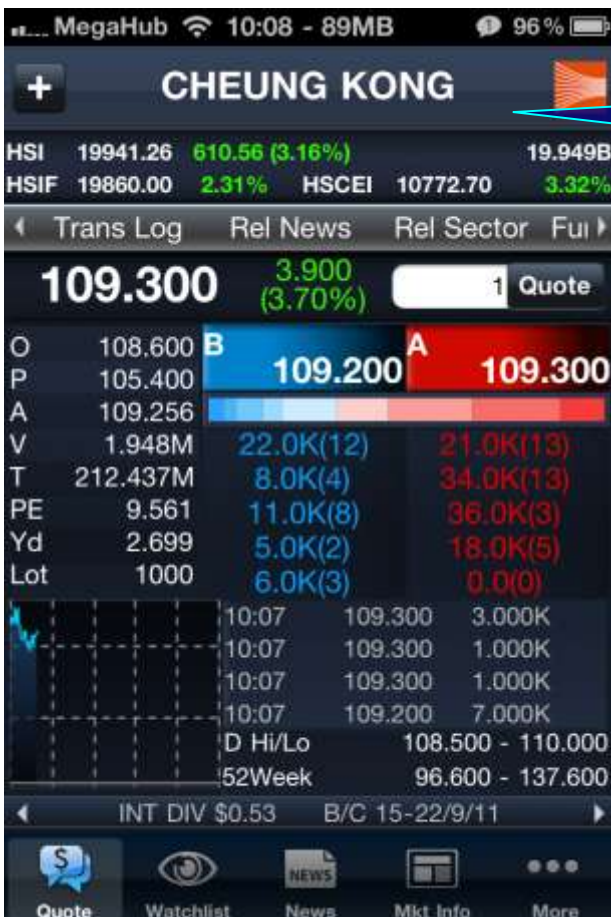 MegaHub 10:08 - 89MB 96%
+ CHEUNG KONG
HSI 19941.26 610.56 (3.16%) 19.949B
HSIF 19860.00 2.31% HSCEI 10772.70 3.32%
Trans Log Rel News Rel Sector
109.300 3.900 (3.70%) 1 Quote
O 108.600 B 109.200 A 109.300
P 105.400
A 109.256
V 1.948M 22.0K(12) 21.0K(13)
T 212.437M 8.0K(4) 34.0K(13)
PE 9.561 11.0K(8) 36.0K(3)
Yd 2.699 5.0K(2) 18.0K(5)
Lot 1000 6.0K(3) 0.0(0)
10:07 109.300 3.000K
10:07 109.300 1.000K
10:07 109.300 1.000K
10:07 109.200 7.000K
D Hi/Lo 108.500 - 110.000
52Week 96.600 - 137.600
INT DIV $0.53 B/C 15-22/9/11
S NEWS
Quote Watchlist News Mkt Info More